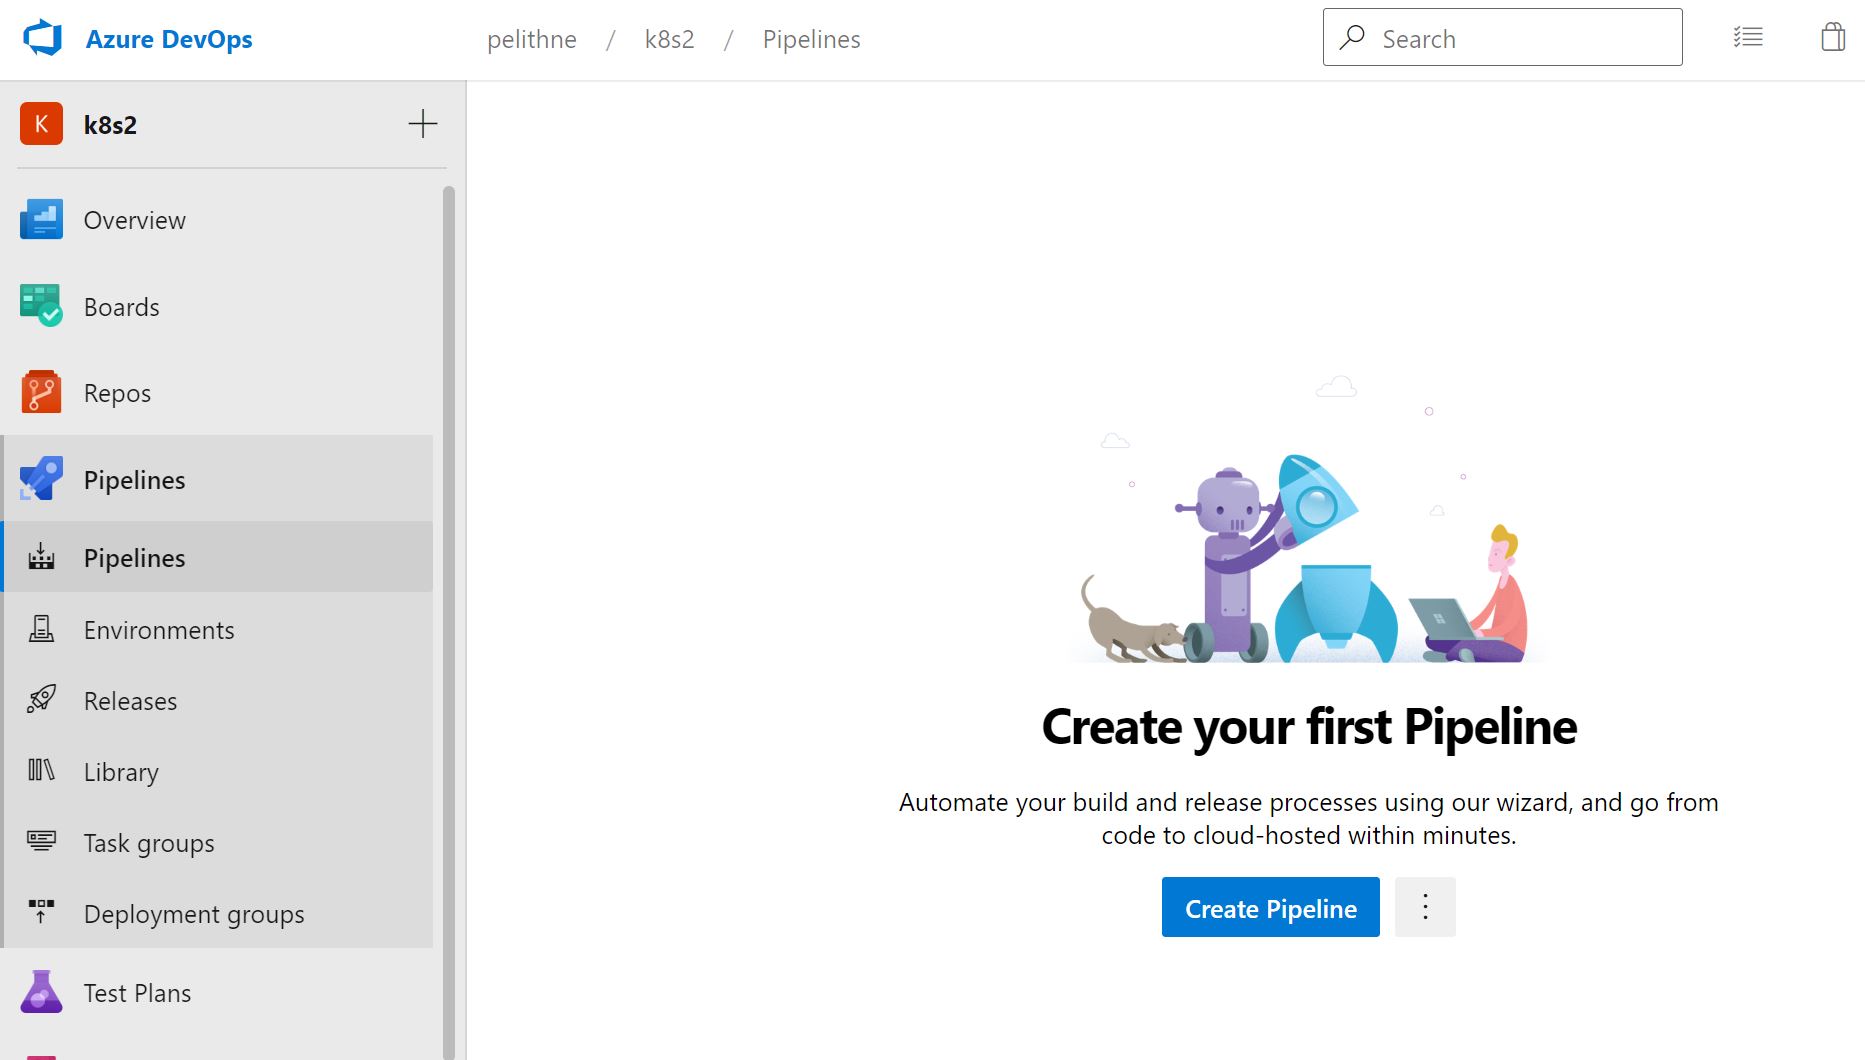 Azure DevOps
pelithne / k8s2 / Pipelines
Search
K
k8s2
Overview
Boards
Repos
Pipelines
Pipelines
Environments
Releases
Library
Task groups
Deployment groups
Test Plans
Create your first Pipeline
Automate your build and release processes using our wizard, and go from
code to cloud-hosted within minutes.
Create Pipeline